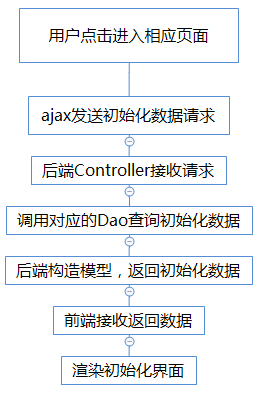 用户点击进入相应页面
ajax发送初始化数据请求
后端Controller接收请求
调用对应的Dao查询初始化数据
后端构造模型，返回初始化数据
前端接收返回数据
渲染初始化界面